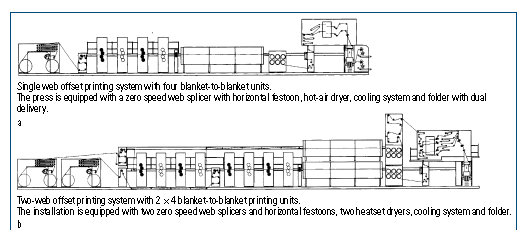 Single web offset printing system with four blanket-to-blanket units.
The press is equipped with a zero speed web splicer with horizontal festoon, hot-air dryer, cooling system and folder with dual
delivery.
a
Two-web offset printing system with 2 × 4 blanket-to-blanket printing units.
The installation is equipped with two zero speed web splicers and horizontal festoons, two heatset dryers, cooling system and folder.
b